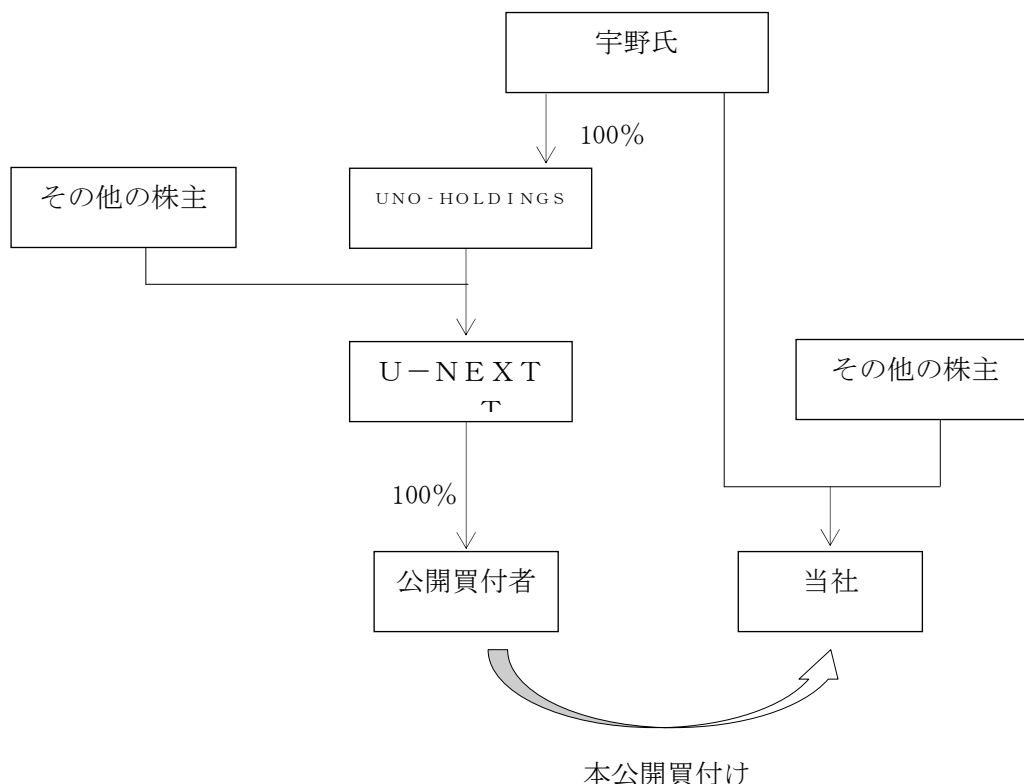 宇野氏
100%
その他の株主
UNO-HOLDINGS
U－NEXT
T
その他の株主
100%
公開買付者
当社
本公開買付け